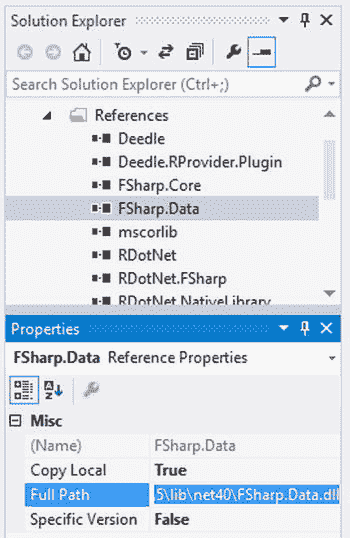 Solution Explorer
Search Solution Explorer (Ctrl+;)
References
Deedle
Deedle.RProvider.Plugin
FSharp.Core
FSharp.Data
mscorlib
RDotNet
RDotNet.FSharp
RDotNet.NativeLibrary
Properties
FSharp.Data Reference Properties
Misc
(Name) FSharp.Data
Copy Local True
Full Path 5\lib\net40\FSharp.Data.dll
Specific Version False